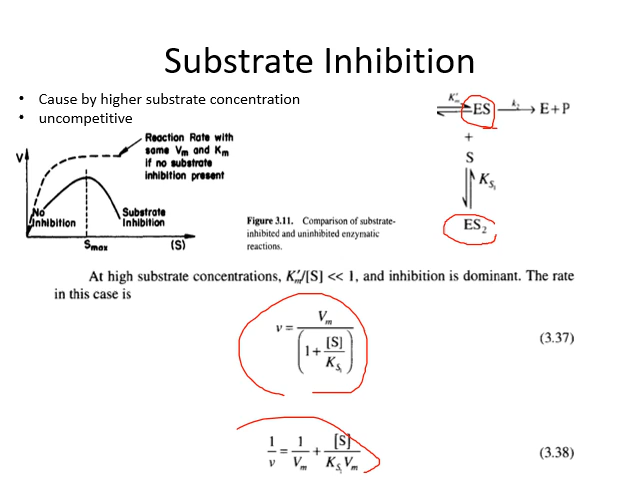 Substrate Inhibition
• Cause by higher substrate concentration
• uncompetitive
V
Reaction Rate with
same Vm and Km
if no substrate
inhibition present
No
Inhibition
Substrate
Inhibition
Smax
(S)
Figure 3.11. Comparison of substrate-
inhibited and uninhibited enzymatic
reactions.
K'm ES k2 → E + P
+
S
⇅ KS1
ES2
At high substrate concentrations, K'm/[S] << 1, and inhibition is dominant. The rate
in this case is
v = Vm / (1 + [S]/KS1) (3.37)
1/v = 1/Vm + [S]/(KS1 Vm) (3.38)